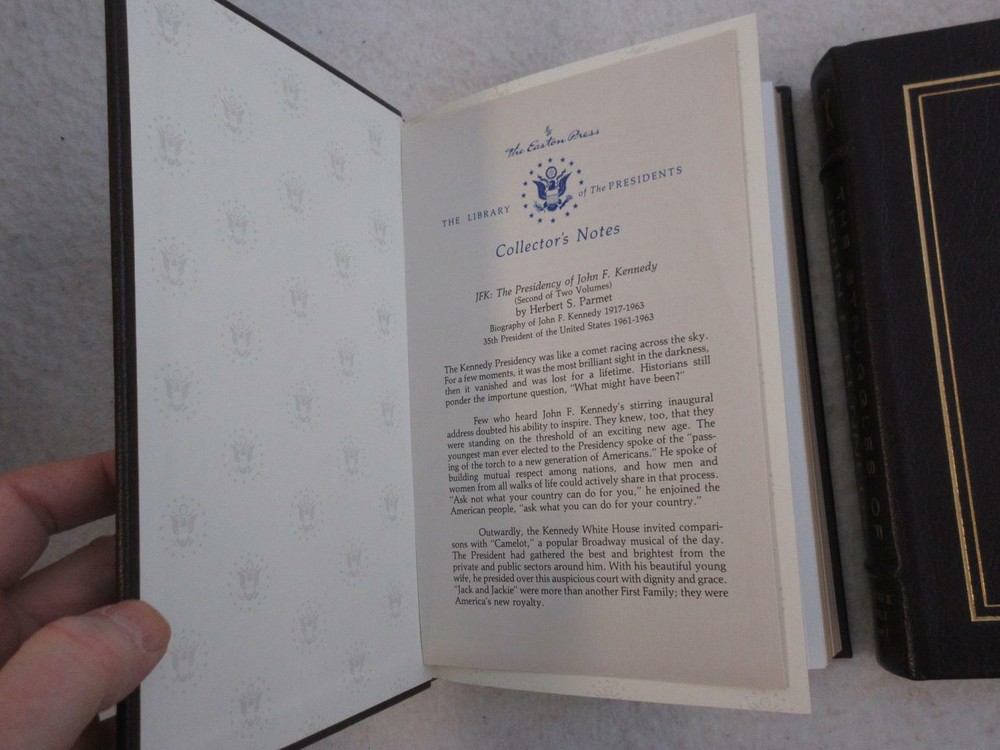 The Easton Press
THE LIBRARY of The PRESIDENTS
Collector's Notes
JFK: The Presidency of John F. Kennedy
(Second of Two Volumes)
by Herbert S. Parmet
Biography of John F. Kennedy 1917-1963
35th President of the United States 1961-1963
The Kennedy Presidency was like a comet racing across the sky.
For a few moments, it was the most brilliant sight in the darkness,
then it vanished and was lost for a lifetime. Historians still
ponder the importune question, "What might have been?"
Few who heard John F. Kennedy's stirring inaugural
address doubted his ability to inspire. They knew, too, that they
were standing on the threshold of an exciting new age. The
youngest man ever elected to the Presidency spoke of the "pass-
ing of the torch to a new generation of Americans." He spoke of
building mutual respect among nations, and how men and
women from all walks of life could actively share in that process.
"Ask not what your country can do for you," he enjoined the
American people, "ask what you can do for your country."
Outwardly, the Kennedy White House invited compari-
sons with "Camelot," a popular Broadway musical of the day.
The President had gathered the best and brightest from the
private and public sectors around him. With his beautiful young
wife, he presided over this auspicious court with dignity and grace.
"Jack and Jackie" were more than another First Family; they were
America's new royalty.